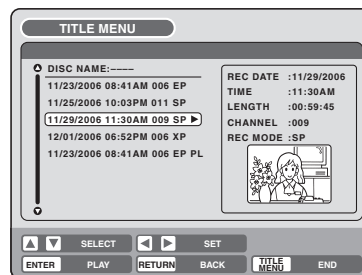 TITLE MENU
DISC NAME:----
11/23/2006 08:41AM 006 EP
11/25/2006 10:03PM 011 SP
11/29/2006 11:30AM 009 SP ▶
12/01/2006 06:52PM 006 XP
11/23/2006 08:41AM 006 EP PL
REC DATE :11/29/2006
TIME :11:30AM
LENGTH :00:59:45
CHANNEL :009
REC MODE :SP
SELECT SET
ENTER PLAY RETURN BACK TITLE MENU END